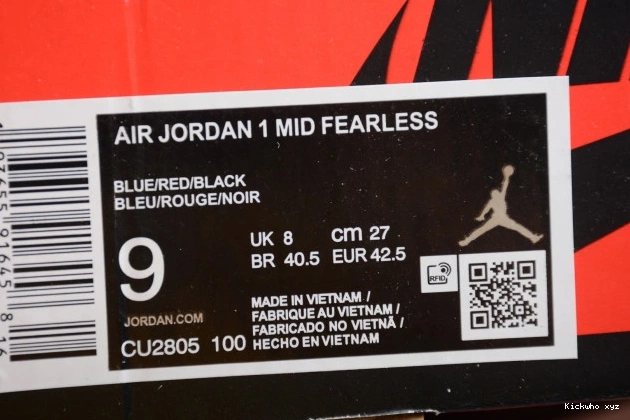 AIR JORDAN 1 MID FEARLESS
BLUE/RED/BLACK
BLEU/ROUGE/NOIR
9
UK 8 cm 27
BR 40.5 EUR 42.5
RFID
JORDAN.COM
CU2805 100
MADE IN VIETNAM /
FABRIQUE AU VIETNAM /
FABRICADO NO VIETNÃ /
HECHO EN VIETNAM
Kickwho xyz